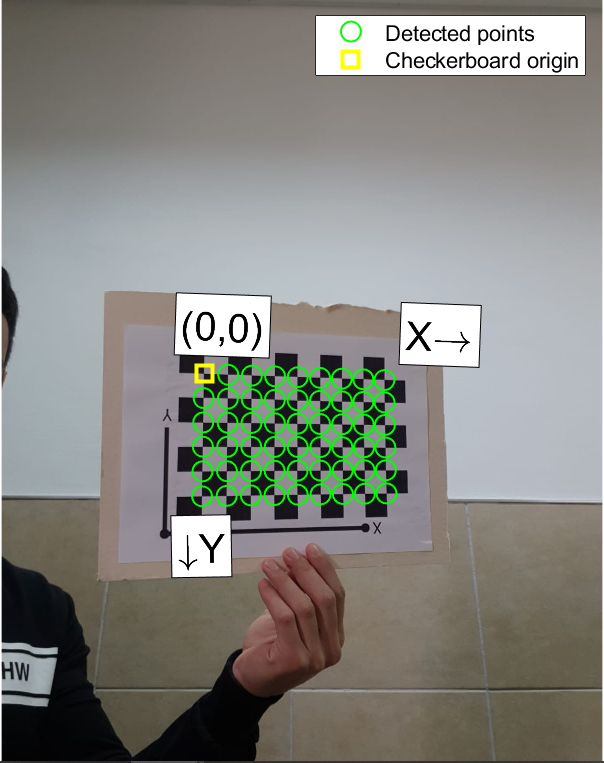 Detected points
Checkerboard origin
(0,0)
X→
Y
X
↓Y
HW